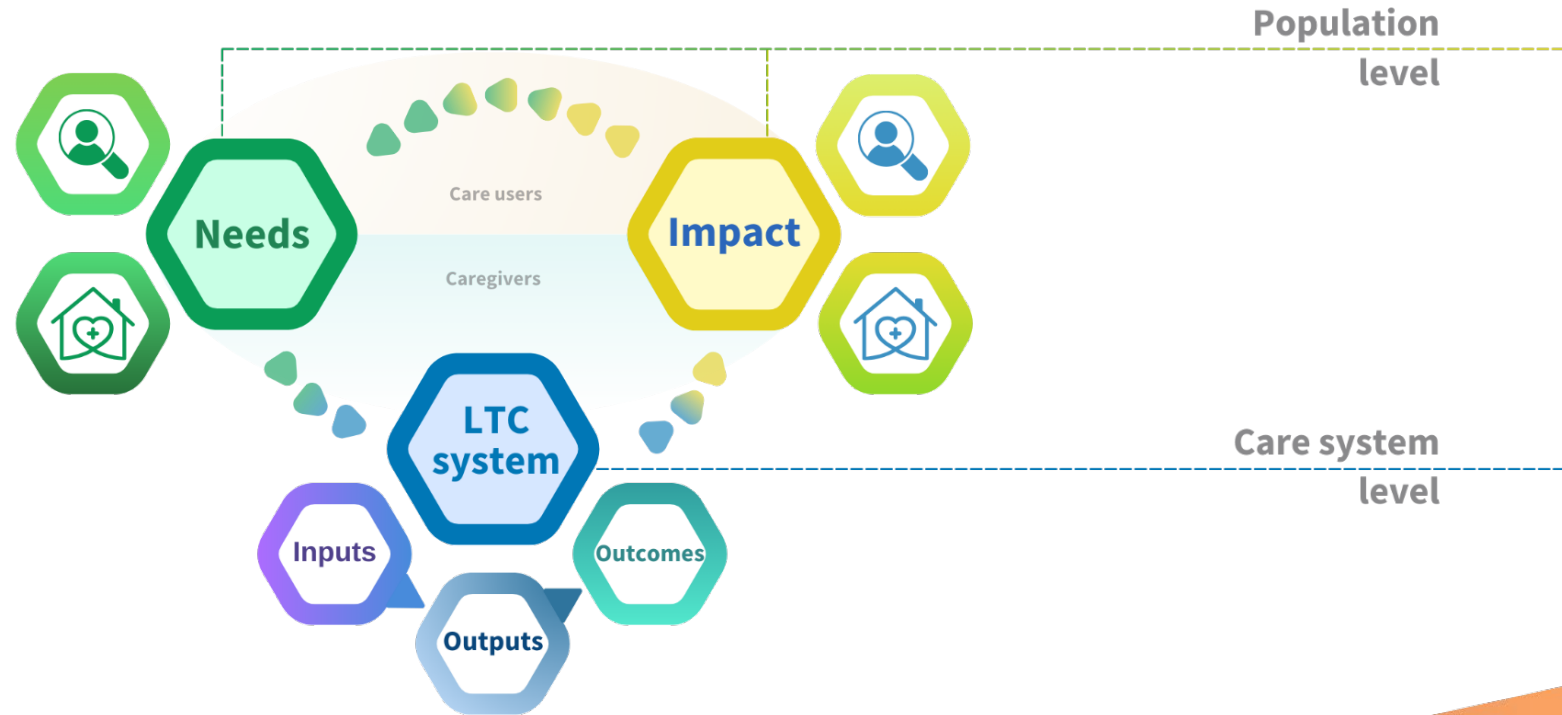 Population
level
Care users
Needs
Impact
Caregivers
LTC
system
Care system
level
Inputs
Outcomes
Outputs